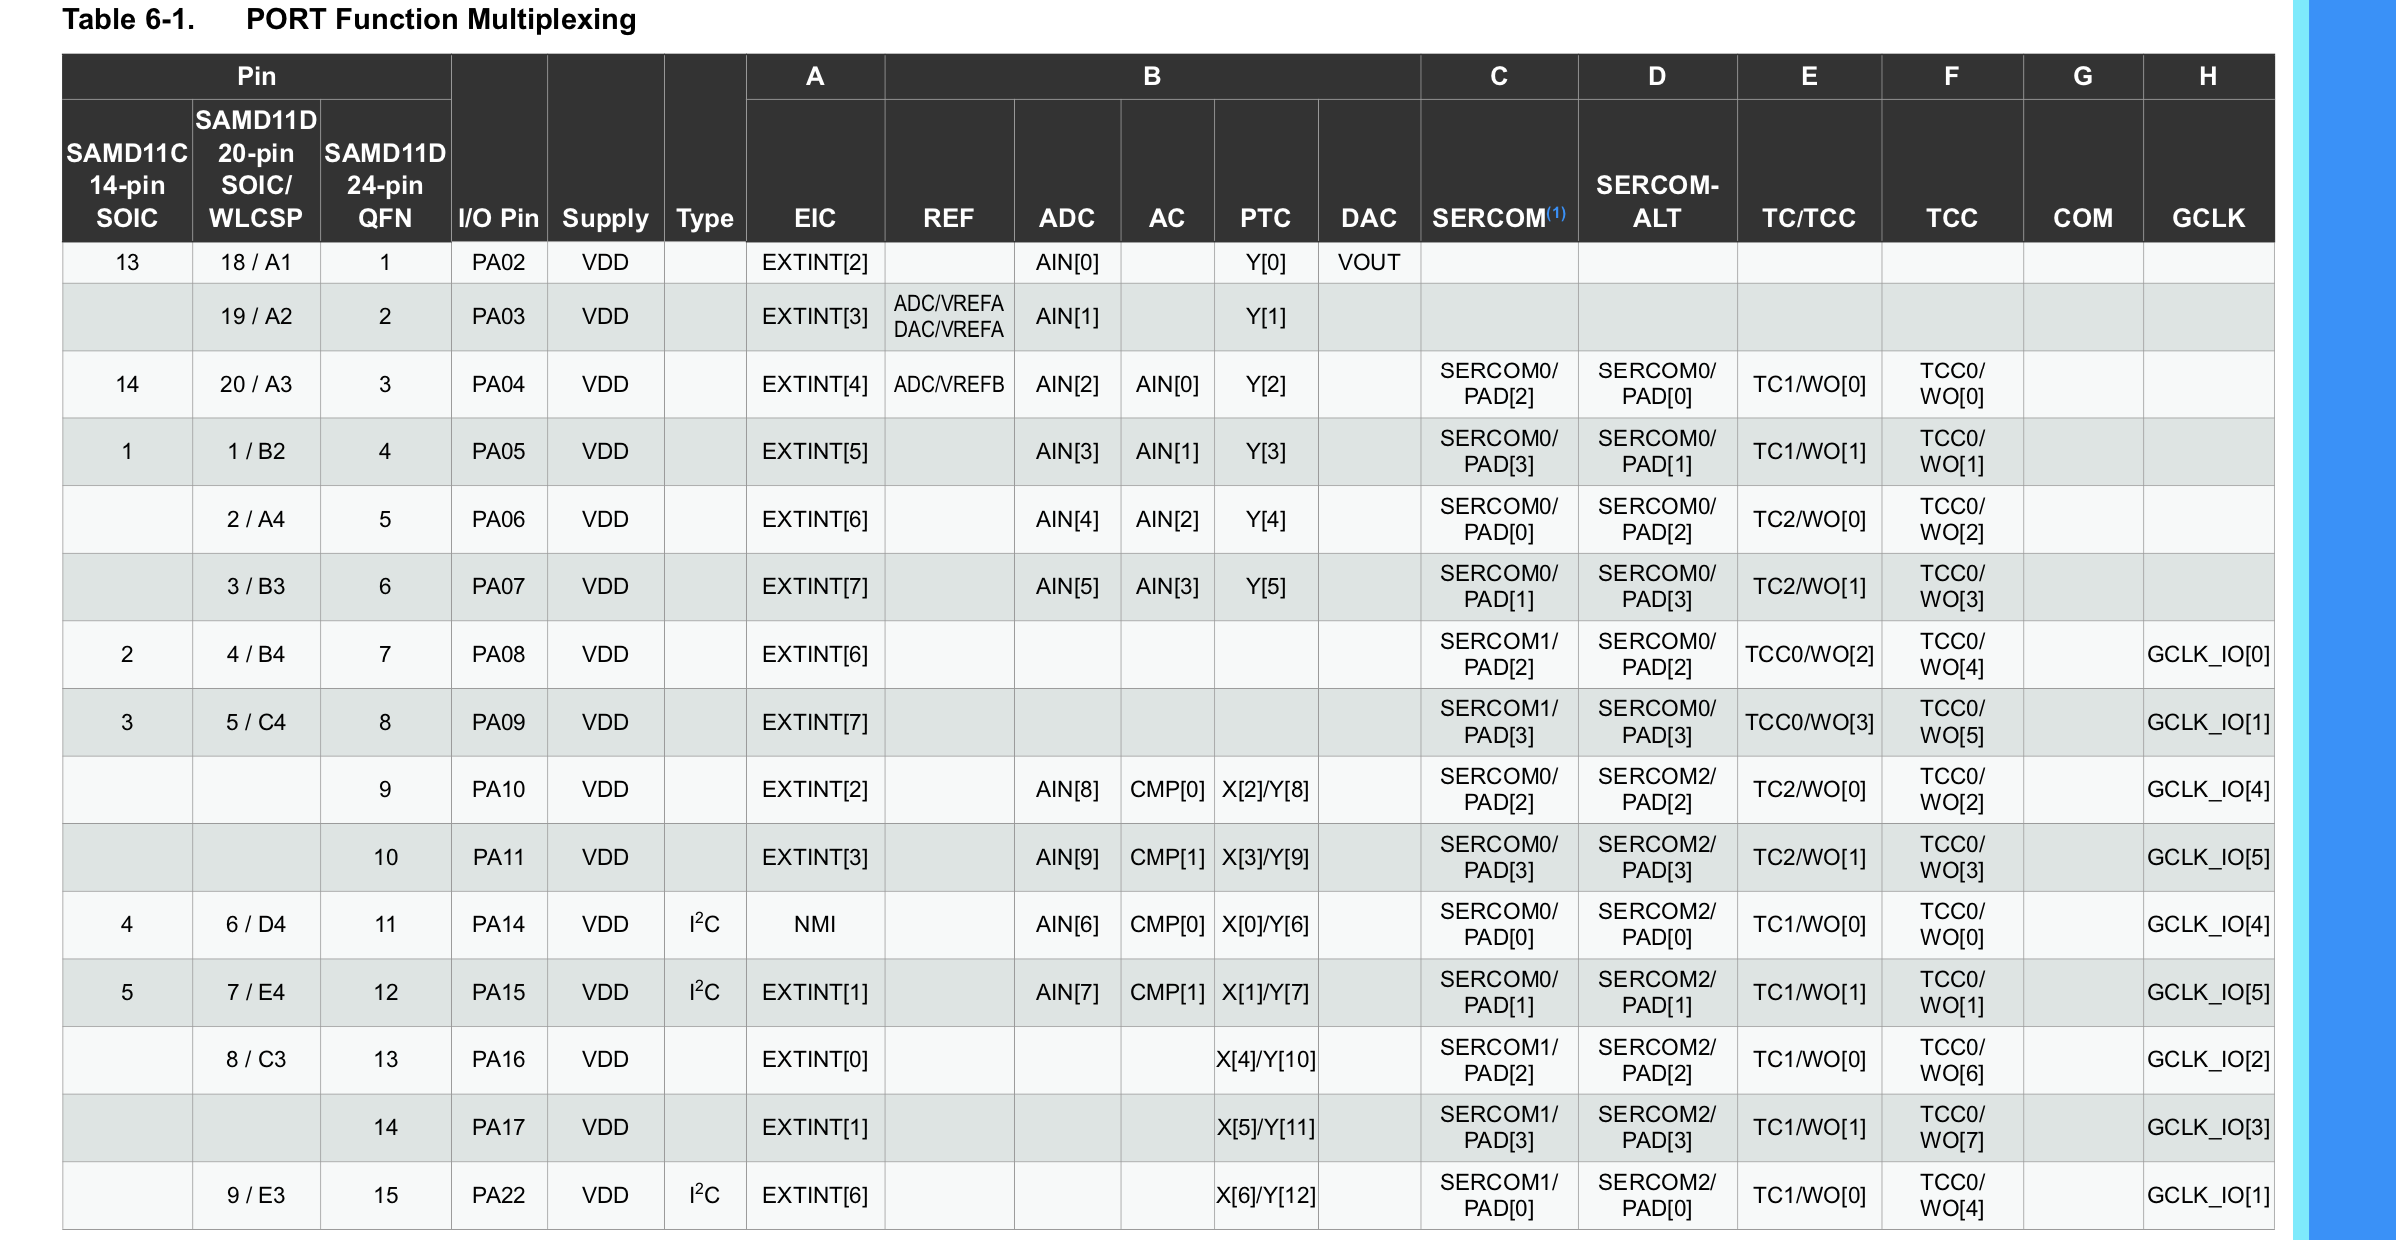 Table 6-1. PORT Function Multiplexing
Pin A B C D E F G H
SAMD11C 14-pin SOIC SAMD11D 20-pin SOIC/ WLCSP SAMD11D 24-pin QFN I/O Pin Supply Type EIC REF ADC AC PTC DAC SERCOM(1) SERCOM-ALT TC/TCC TCC COM GCLK
13 18 / A1 1 PA02 VDD EXTINT[2] AIN[0] Y[0] VOUT
19 / A2 2 PA03 VDD EXTINT[3] ADC/VREFA DAC/VREFA AIN[1] Y[1]
14 20 / A3 3 PA04 VDD EXTINT[4] ADC/VREFB AIN[2] AIN[0] Y[2] SERCOM0/ PAD[2] SERCOM0/ PAD[0] TC1/WO[0] TCC0/ WO[0]
1 1 / B2 4 PA05 VDD EXTINT[5] AIN[3] AIN[1] Y[3] SERCOM0/ PAD[3] SERCOM0/ PAD[1] TC1/WO[1] TCC0/ WO[1]
2 / A4 5 PA06 VDD EXTINT[6] AIN[4] AIN[2] Y[4] SERCOM0/ PAD[0] SERCOM0/ PAD[2] TC2/WO[0] TCC0/ WO[2]
3 / B3 6 PA07 VDD EXTINT[7] AIN[5] AIN[3] Y[5] SERCOM0/ PAD[1] SERCOM0/ PAD[3] TC2/WO[1] TCC0/ WO[3]
2 4 / B4 7 PA08 VDD EXTINT[6] SERCOM1/ PAD[2] SERCOM0/ PAD[2] TCC0/WO[2] TCC0/ WO[4] GCLK_IO[0]
3 5 / C4 8 PA09 VDD EXTINT[7] SERCOM1/ PAD[3] SERCOM0/ PAD[3] TCC0/WO[3] TCC0/ WO[5] GCLK_IO[1]
9 PA10 VDD EXTINT[2] AIN[8] CMP[0] X[2]/Y[8] SERCOM0/ PAD[2] SERCOM2/ PAD[2] TC2/WO[0] TCC0/ WO[2] GCLK_IO[4]
10 PA11 VDD EXTINT[3] AIN[9] CMP[1] X[3]/Y[9] SERCOM0/ PAD[3] SERCOM2/ PAD[3] TC2/WO[1] TCC0/ WO[3] GCLK_IO[5]
4 6 / D4 11 PA14 VDD I²C NMI AIN[6] CMP[0] X[0]/Y[6] SERCOM0/ PAD[0] SERCOM2/ PAD[0] TC1/WO[0] TCC0/ WO[0] GCLK_IO[4]
5 7 / E4 12 PA15 VDD I²C EXTINT[1] AIN[7] CMP[1] X[1]/Y[7] SERCOM0/ PAD[1] SERCOM2/ PAD[1] TC1/WO[1] TCC0/ WO[1] GCLK_IO[5]
8 / C3 13 PA16 VDD EXTINT[0] X[4]/Y[10] SERCOM1/ PAD[2] SERCOM2/ PAD[2] TC1/WO[0] TCC0/ WO[6] GCLK_IO[2]
14 PA17 VDD EXTINT[1] X[5]/Y[11] SERCOM1/ PAD[3] SERCOM2/ PAD[3] TC1/WO[1] TCC0/ WO[7] GCLK_IO[3]
9 / E3 15 PA22 VDD I²C EXTINT[6] X[6]/Y[12] SERCOM1/ PAD[0] SERCOM2/ PAD[0] TC1/WO[0] TCC0/ WO[4] GCLK_IO[1]